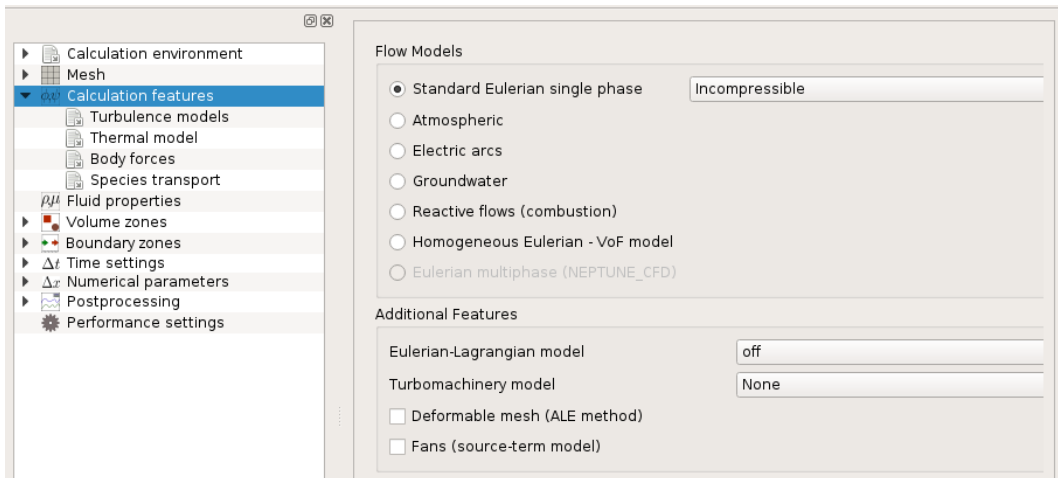 Calculation environment
Mesh
Calculation features
Turbulence models
Thermal model
Body forces
Species transport
ρ,μ Fluid properties
Volume zones
Boundary zones
Δt Time settings
Δx Numerical parameters
Postprocessing
Performance settings
Flow Models
Standard Eulerian single phase Incompressible
Atmospheric
Electric arcs
Groundwater
Reactive flows (combustion)
Homogeneous Eulerian - VoF model
Eulerian multiphase (NEPTUNE_CFD)
Additional Features
Eulerian-Lagrangian model off
Turbomachinery model None
Deformable mesh (ALE method)
Fans (source-term model)